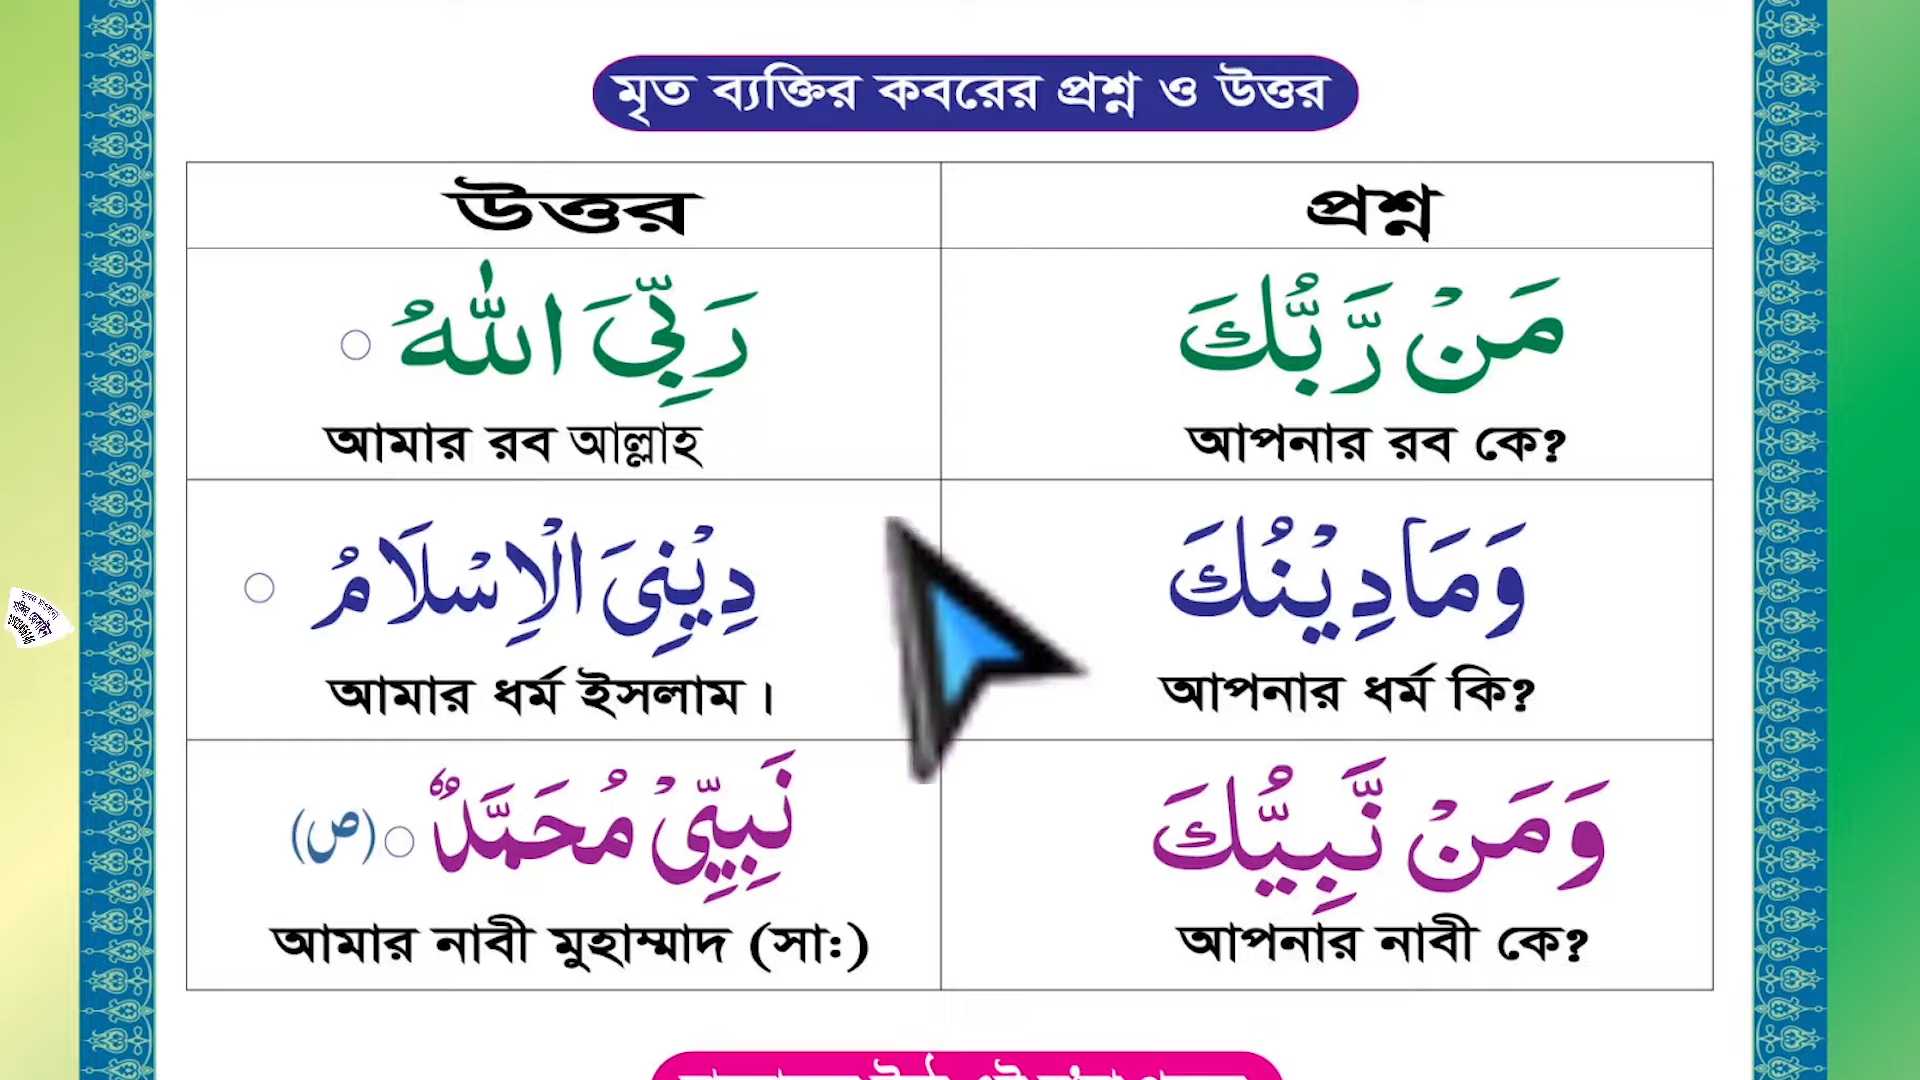 মৃত ব্যক্তির কবরের প্রশ্ন ও উত্তর
উত্তর
প্রশ্ন
رَبِّیَ اللّٰهُ ○
مَنْ رَّبُّكَ
আমার রব আল্লাহ
আপনার রব কে?
دِيْنِیَ الْاِسْلَامُ ○
وَمَا دِيْنُكَ
আমার ধর্ম ইসলাম।
আপনার ধর্ম কি?
نَبِيِّیْ مُحَمَّدٌ ○ (ص)
وَمَنْ نَّبِيُّكَ
আমার নাবী মুহাম্মাদ (সাঃ)
আপনার নাবী কে?